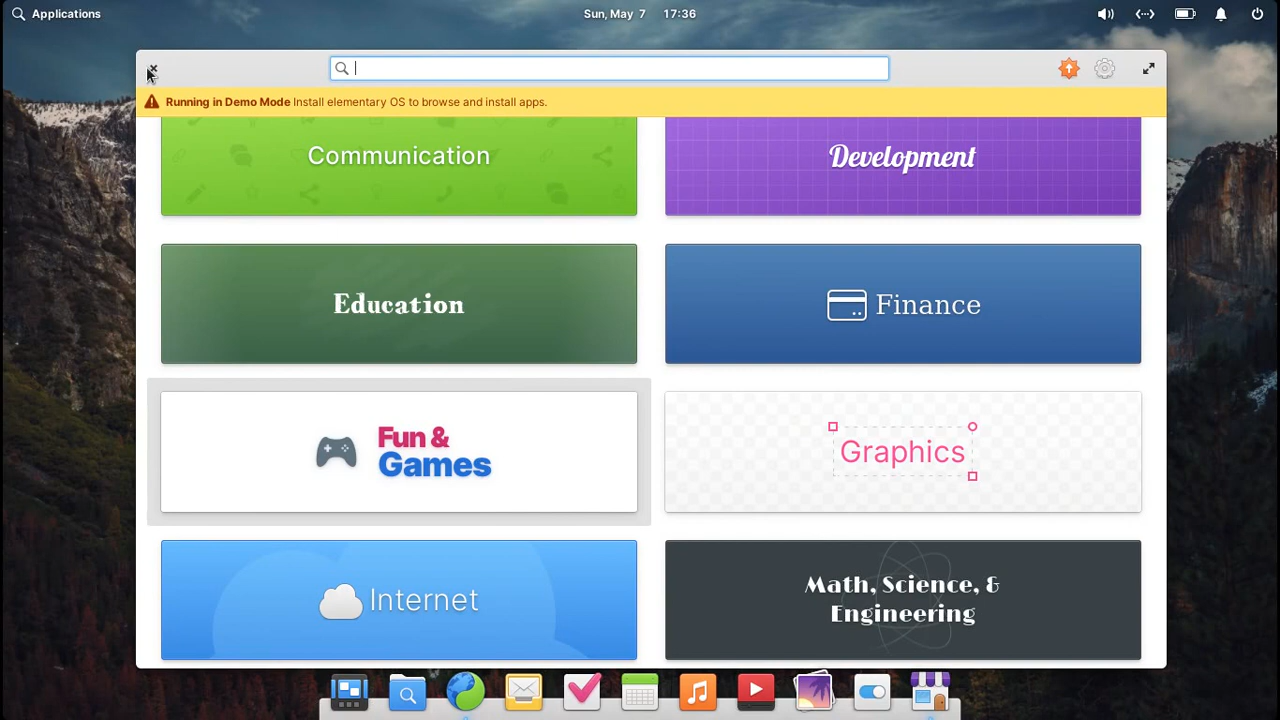 Applications
Sun, May 7 17:36
Running in Demo Mode Install elementary OS to browse and install apps.
Communication
Development
Education
Finance
Fun &
Games
Graphics
Internet
Math, Science, &
Engineering